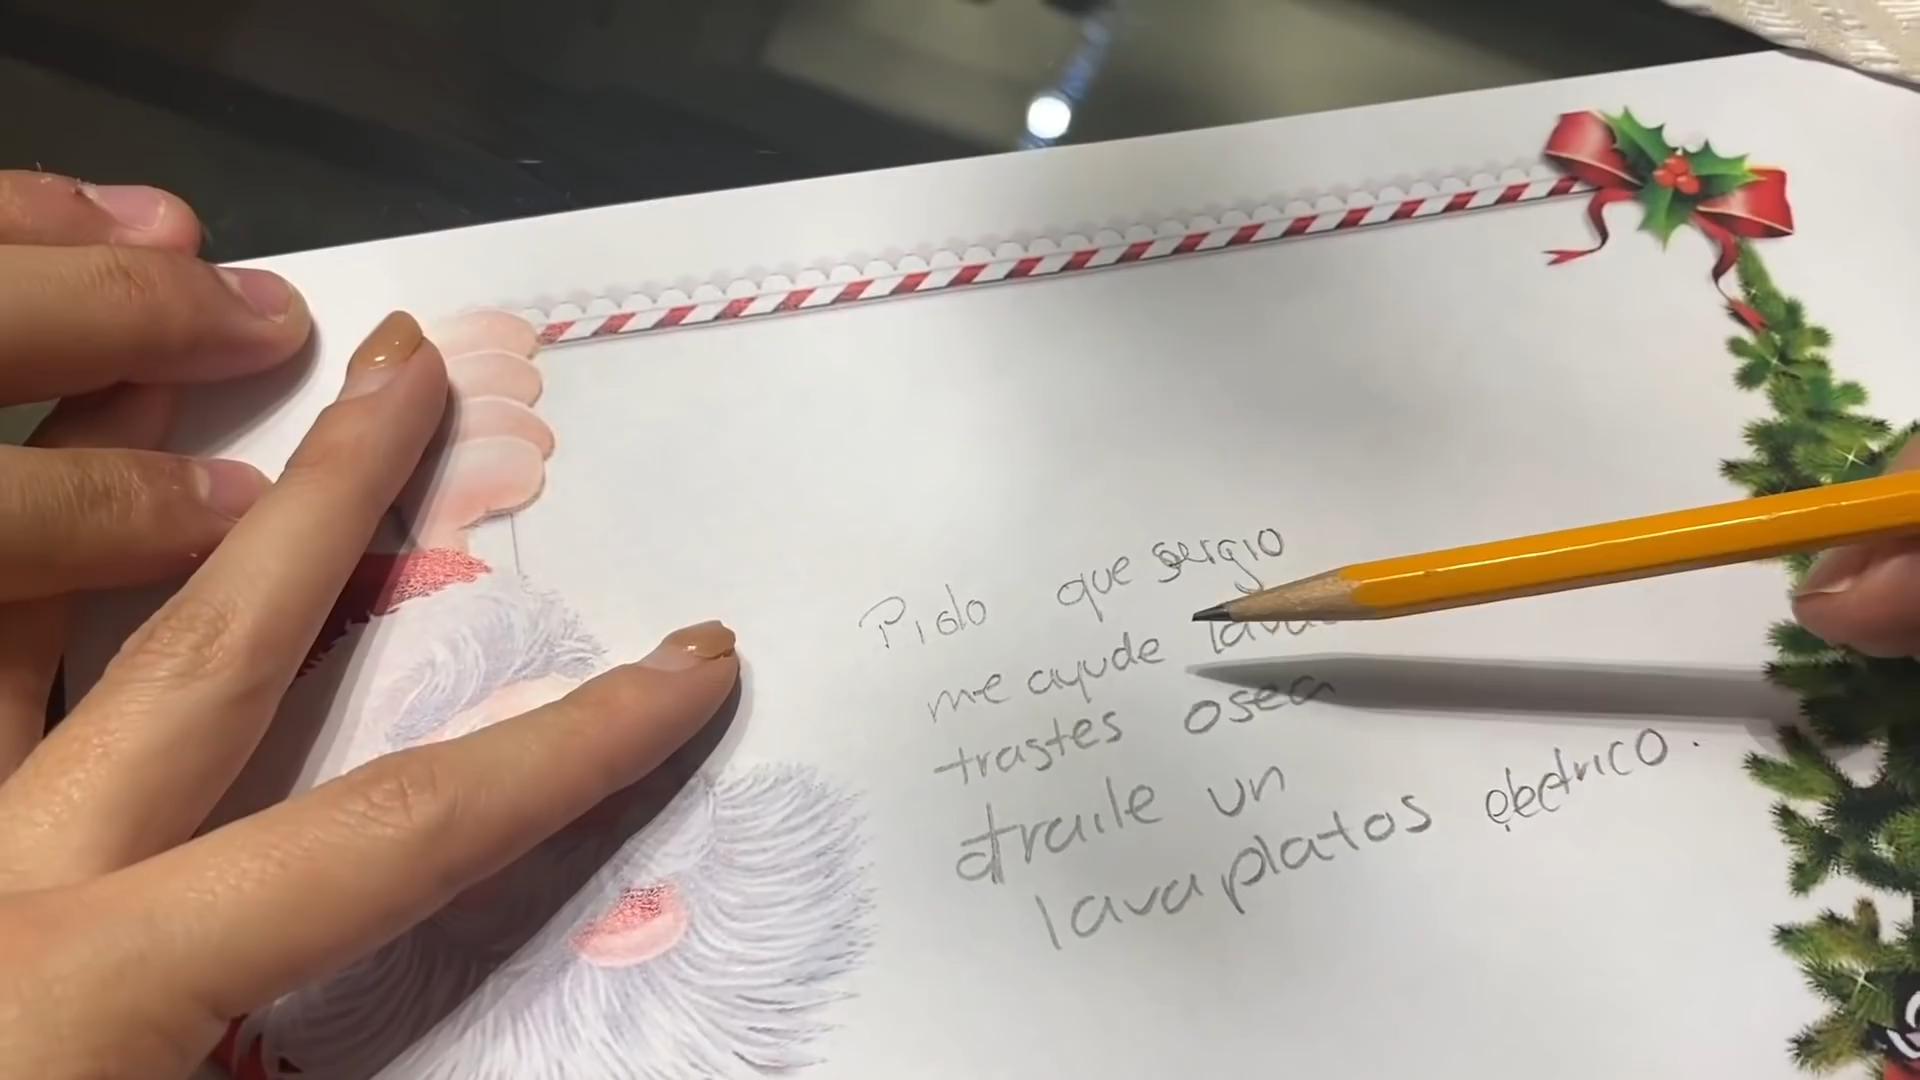 Pido que sergio
me ayude
trastes osea
traile un
lavaplatos electrico.